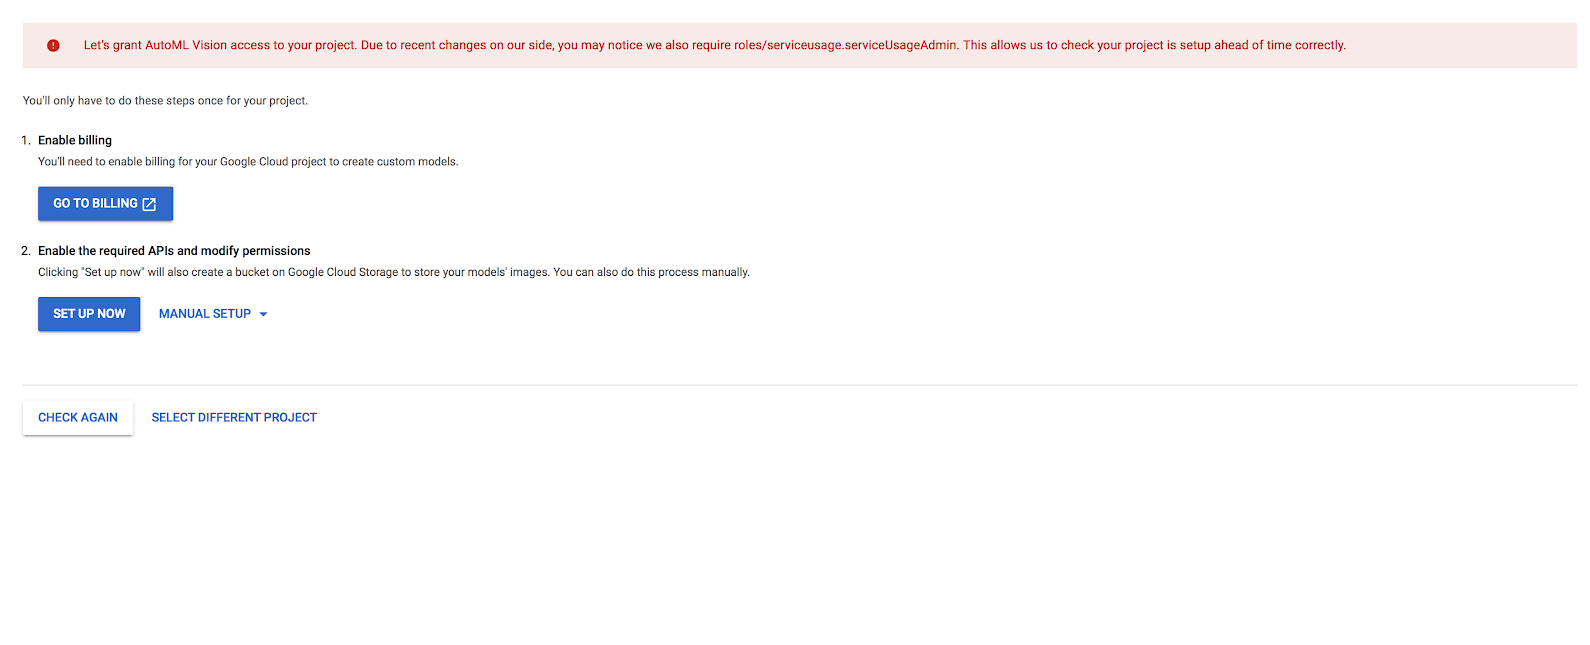 Let's grant AutoML Vision access to your project. Due to recent changes on our side, you may notice we also require roles/serviceusage.serviceUsageAdmin. This allows us to check your project is setup ahead of time correctly.
You'll only have to do these steps once for your project.
1. Enable billing
You'll need to enable billing for your Google Cloud project to create custom models.
GO TO BILLING
2. Enable the required APIs and modify permissions
Clicking "Set up now" will also create a bucket on Google Cloud Storage to store your models' images. You can also do this process manually.
SET UP NOW MANUAL SETUP
CHECK AGAIN SELECT DIFFERENT PROJECT